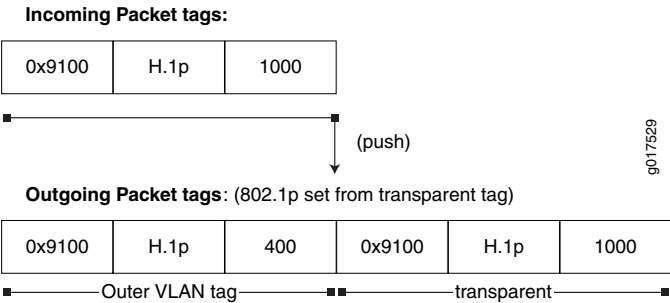 Incoming Packet tags:
0x9100 H.1p 1000
(push)
g017529
Outgoing Packet tags: (802.1p set from transparent tag)
0x9100 H.1p 400 0x9100 H.1p 1000
Outer VLAN tag transparent